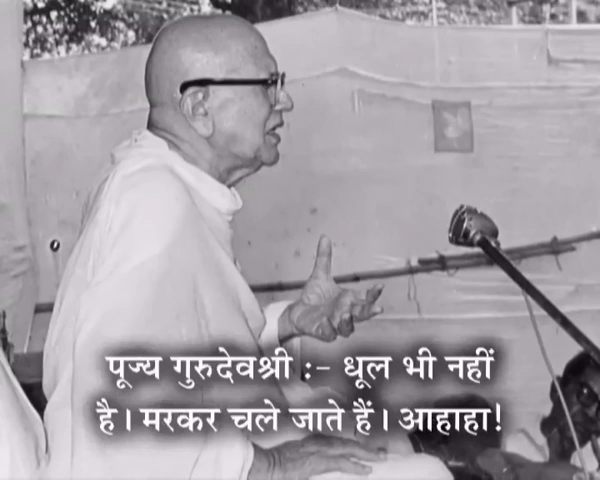 पूज्य गुरुदेवश्री :- धूल भी नहीं
है। मरकर चले जाते हैं। आहाहा!